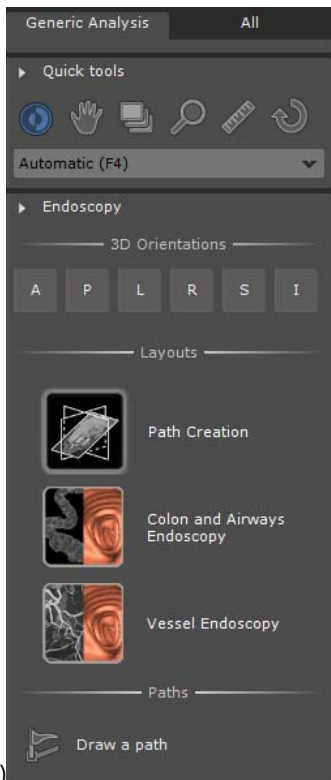 Generic Analysis All
Quick tools
Automatic (F4)
Endoscopy
3D Orientations
A P L R S I
Layouts
Path Creation
Colon and Airways
Endoscopy
Vessel Endoscopy
Paths
Draw a path
)